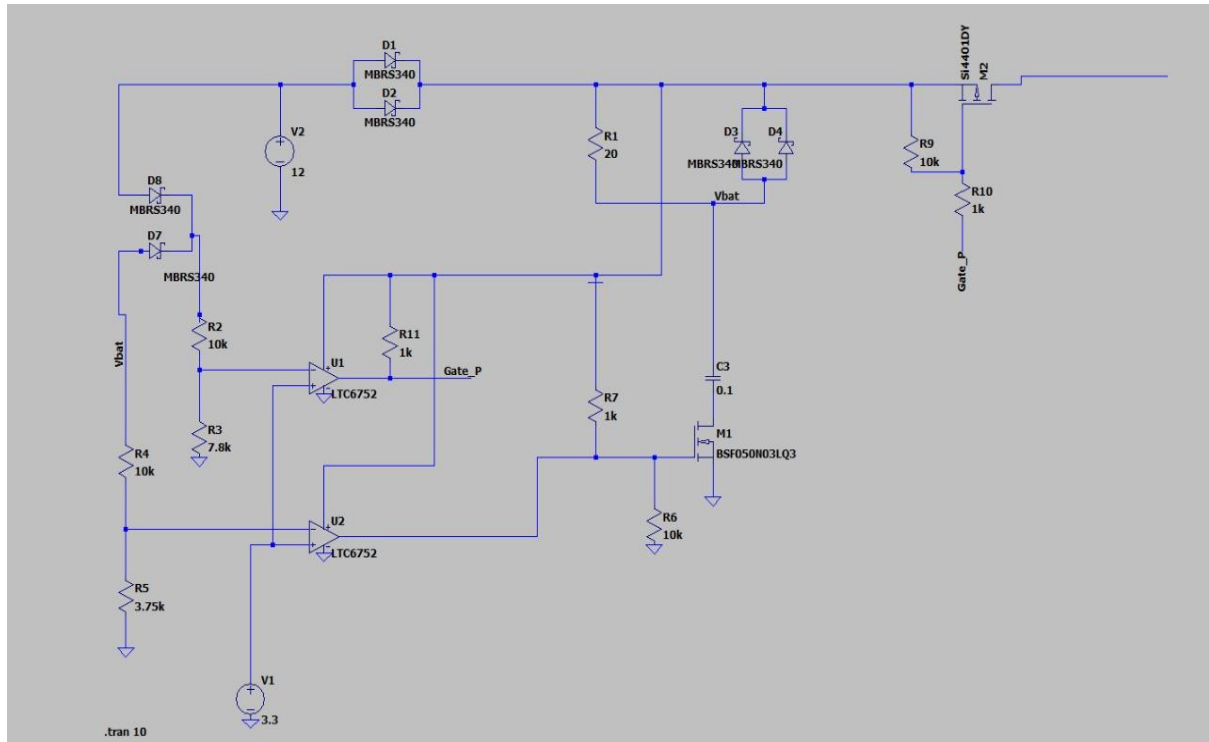 D1
MBRS340
D2
MBRS340
V2
12
D8
MBRS340
D7
MBRS340
R1
20
D3
D4
MBRS340
MBRS340
Vbat
Si4401DY
M2
R9
10k
R10
1k
Gate_P
Vbat
R2
10k
R3
7.8k
R11
1k
U1
LTC6752
Gate_P
R7
1k
C3
0.1
M1
BSF050N03LQ3
R4
10k
R5
3.75k
U2
LTC6752
R6
10k
V1
3.3
.tran 10